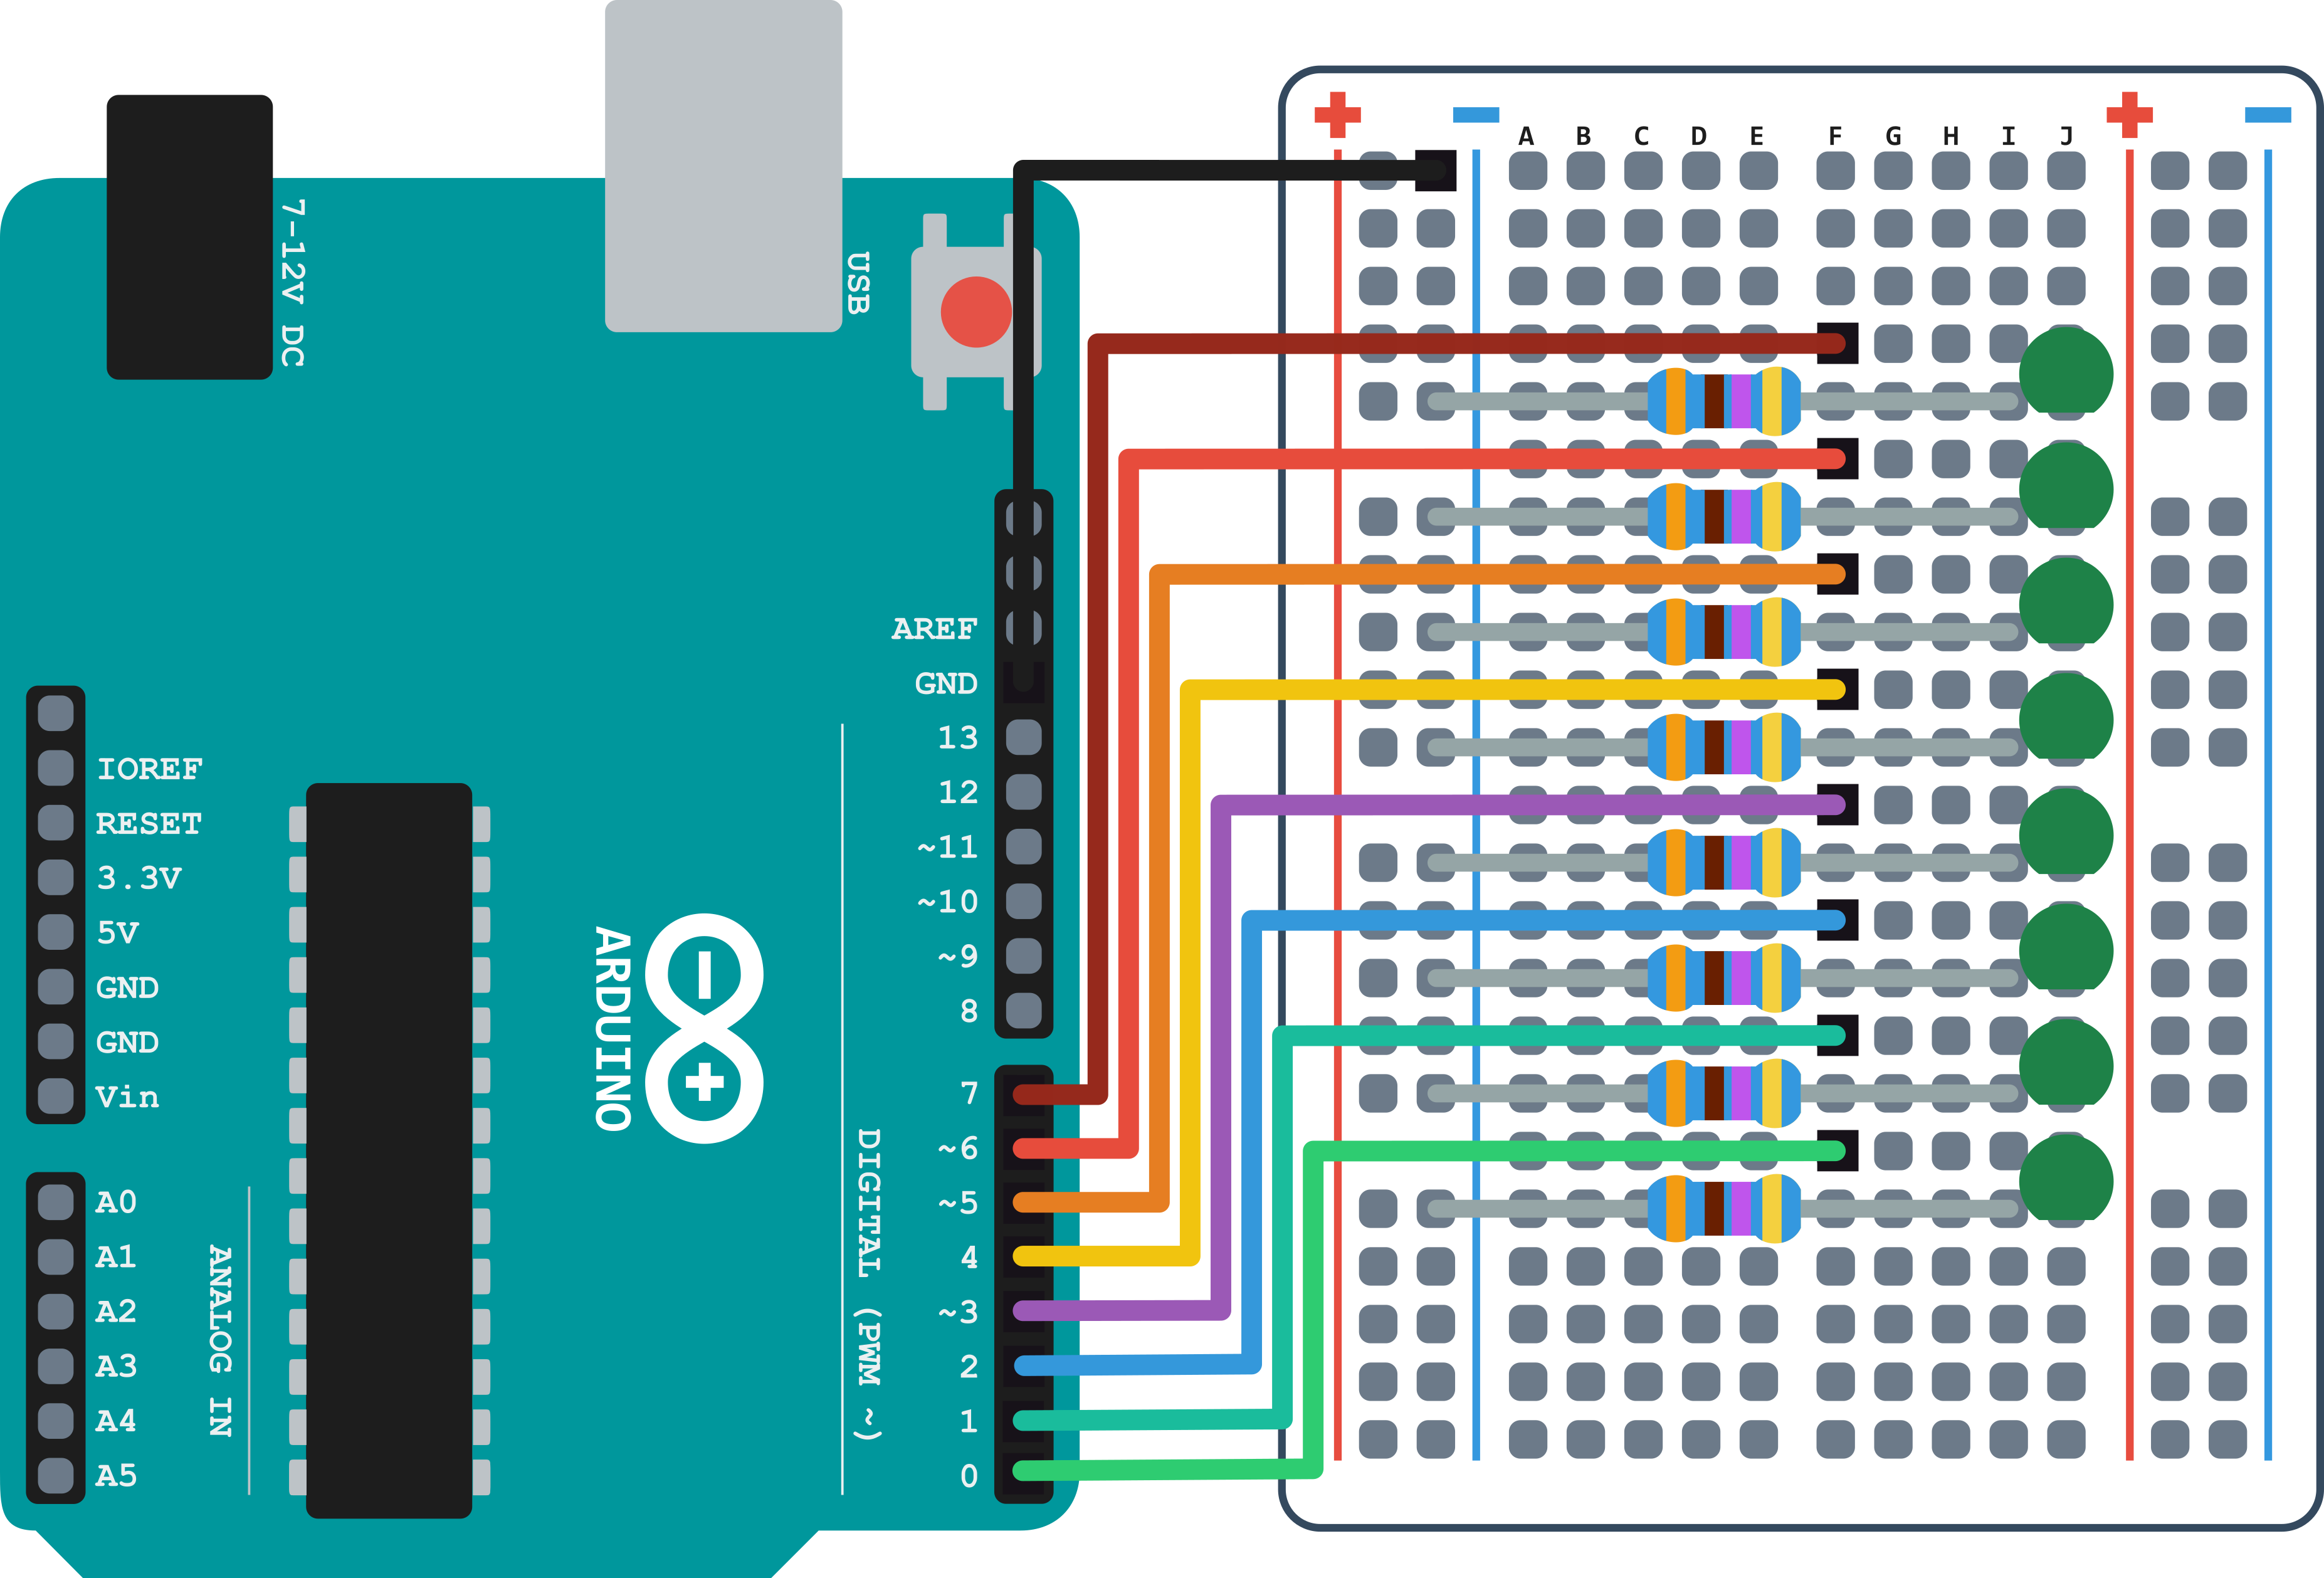 7-12V DC
USB
A B C D E F G H I J
AREF
GND
13
12
~11
~10
~9
8
7
~6
~5
4
~3
2
1
0
DIGITAL (PWM ~)
ARDUINO
IOREF
RESET
3.3V
5V
GND
GND
Vin
A0
A1
A2
A3
A4
A5
ANALOG IN